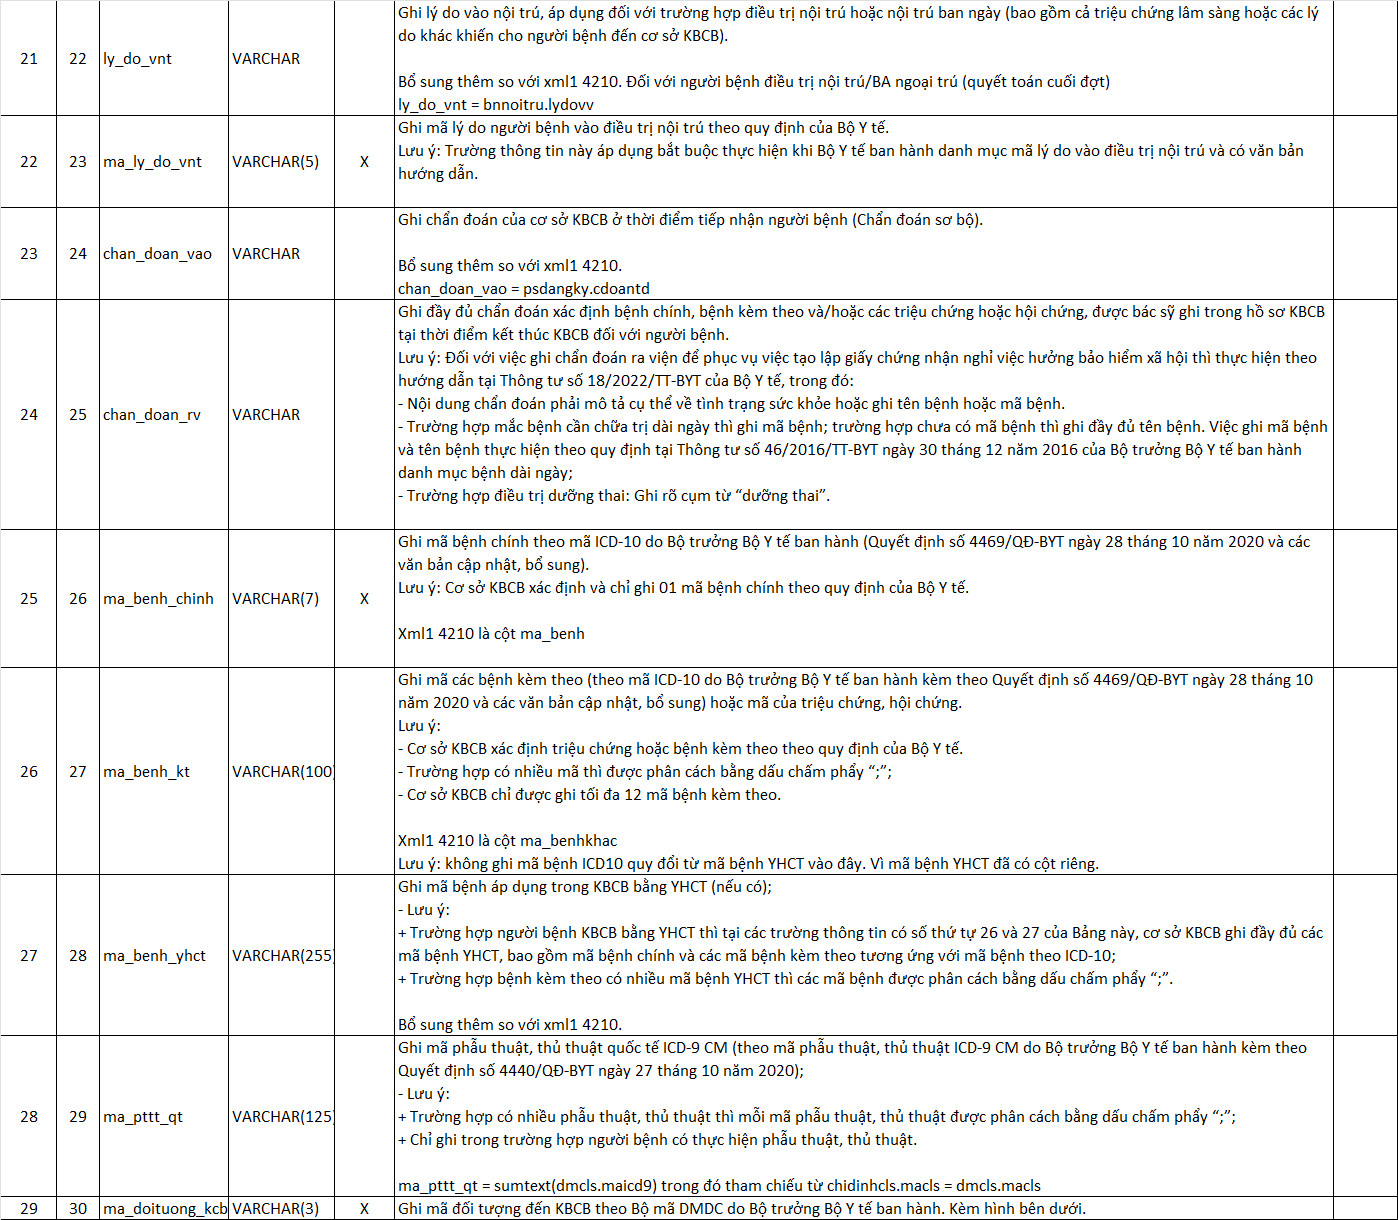 Ghi lý do vào nội trú, áp dụng đối với trường hợp điều trị nội trú hoặc nội trú ban ngày (bao gồm cả triệu chứng lâm sàng hoặc các lý
do khác khiến cho người bệnh đến cơ sở KBCB).
21 22 ly_do_vnt VARCHAR
Bổ sung thêm so với xml1 4210. Đối với người bệnh điều trị nội trú/BA ngoại trú (quyết toán cuối đợt)
ly_do_vnt = bnnoitru.lydovv
Ghi mã lý do người bệnh vào điều trị nội trú theo quy định của Bộ Y tế.
22 23 ma_ly_do_vnt VARCHAR(5) X
Lưu ý: Trường thông tin này áp dụng bắt buộc thực hiện khi Bộ Y tế ban hành danh mục mã lý do vào điều trị nội trú và có văn bản
hướng dẫn.
Ghi chẩn đoán của cơ sở KBCB ở thời điểm tiếp nhận người bệnh (Chẩn đoán sơ bộ).
23 24 chan_doan_vao VARCHAR
Bổ sung thêm so với xml1 4210.
chan_doan_vao = psdangky.cdoantd
Ghi đầy đủ chẩn đoán xác định bệnh chính, bệnh kèm theo và/hoặc các triệu chứng hoặc hội chứng, được bác sỹ ghi trong hồ sơ KBCB
tại thời điểm kết thúc KBCB đối với người bệnh.
Lưu ý: Đối với việc ghi chẩn đoán ra viện để phục vụ việc tạo lập giấy chứng nhận nghỉ việc hưởng bảo hiểm xã hội thì thực hiện theo
hướng dẫn tại Thông tư số 18/2022/TT-BYT của Bộ Y tế, trong đó:
- Nội dung chẩn đoán phải mô tả cụ thể về tình trạng sức khỏe hoặc ghi tên bệnh hoặc mã bệnh.
24 25 chan_doan_rv VARCHAR
- Trường hợp mắc bệnh cần chữa trị dài ngày thì ghi mã bệnh; trường hợp chưa có mã bệnh thì ghi đầy đủ tên bệnh. Việc ghi mã bệnh
và tên bệnh thực hiện theo quy định tại Thông tư số 46/2016/TT-BYT ngày 30 tháng 12 năm 2016 của Bộ trưởng Bộ Y tế ban hành
danh mục bệnh dài ngày;
- Trường hợp điều trị dưỡng thai: Ghi rõ cụm từ “dưỡng thai”.
Ghi mã bệnh chính theo mã ICD-10 do Bộ trưởng Bộ Y tế ban hành (Quyết định số 4469/QĐ-BYT ngày 28 tháng 10 năm 2020 và các
văn bản cập nhật, bổ sung).
25 26 ma_benh_chinh VARCHAR(7) X
Lưu ý: Cơ sở KBCB xác định và chỉ ghi 01 mã bệnh chính theo quy định của Bộ Y tế.
Xml1 4210 là cột ma_benh
Ghi mã các bệnh kèm theo (theo mã ICD-10 do Bộ trưởng Bộ Y tế ban hành kèm theo Quyết định số 4469/QĐ-BYT ngày 28 tháng 10
năm 2020 và các văn bản cập nhật, bổ sung) hoặc mã của triệu chứng, hội chứng.
Lưu ý:
- Cơ sở KBCB xác định triệu chứng hoặc bệnh kèm theo theo quy định của Bộ Y tế.
26 27 ma_benh_kt VARCHAR(100)
- Trường hợp có nhiều mã thì được phân cách bằng dấu chấm phẩy “;”;
- Cơ sở KBCB chỉ được ghi tối đa 12 mã bệnh kèm theo.
Xml1 4210 là cột ma_benhkhac
Lưu ý: không ghi mã bệnh ICD10 quy đổi từ mã bệnh YHCT vào đây. Vì mã bệnh YHCT đã có cột riêng.
Ghi mã bệnh áp dụng trong KBCB bằng YHCT (nếu có);
- Lưu ý:
+ Trường hợp người bệnh KBCB bằng YHCT thì tại các trường thông tin có số thứ tự 26 và 27 của Bảng này, cơ sở KBCB ghi đầy đủ các
27 28 ma_benh_yhct VARCHAR(255)
mã bệnh YHCT, bao gồm mã bệnh chính và các mã bệnh kèm theo tương ứng với mã bệnh theo ICD-10;
+ Trường hợp bệnh kèm theo có nhiều mã bệnh YHCT thì các mã bệnh được phân cách bằng dấu chấm phẩy “;”.
Bổ sung thêm so với xml1 4210.
Ghi mã phẫu thuật, thủ thuật quốc tế ICD-9 CM (theo mã phẫu thuật, thủ thuật ICD-9 CM do Bộ trưởng Bộ Y tế ban hành kèm theo
Quyết định số 4440/QĐ-BYT ngày 27 tháng 10 năm 2020);
- Lưu ý:
28 29 ma_pttt_qt VARCHAR(125)
+ Trường hợp có nhiều phẫu thuật, thủ thuật thì mỗi mã phẫu thuật, thủ thuật được phân cách bằng dấu chấm phẩy “;”;
+ Chỉ ghi trong trường hợp người bệnh có thực hiện phẫu thuật, thủ thuật.
ma_pttt_qt = sumtext(dmcls.maicd9) trong đó tham chiếu từ chidinhcls.macls = dmcls.macls
29 30 ma_doituong_kcb VARCHAR(3) X Ghi mã đối tượng đến KBCB theo Bộ mã DMDC do Bộ trưởng Bộ Y tế ban hành. Kèm hình bên dưới.